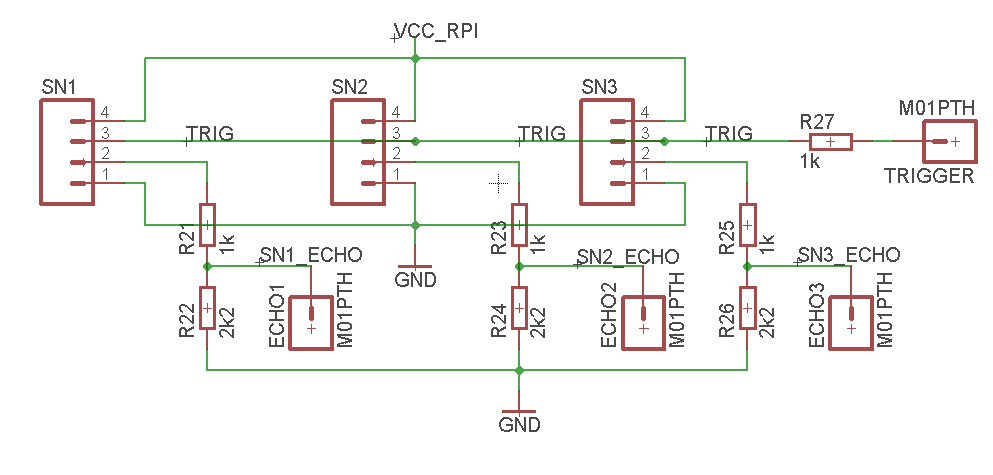 VCC_RPI
SN1
SN2
SN3
4
3
2
1
4
3
2
1
4
3
2
1
TRIG
TRIG
TRIG
R27
1k
M01PTH
TRIGGER
R21
1k
R23
1k
R25
1k
SN1_ECHO
SN2_ECHO
SN3_ECHO
GND
R22
2k2
ECHO1
M01PTH
R24
2k2
ECHO2
M01PTH
R26
2k2
ECHO3
M01PTH
GND